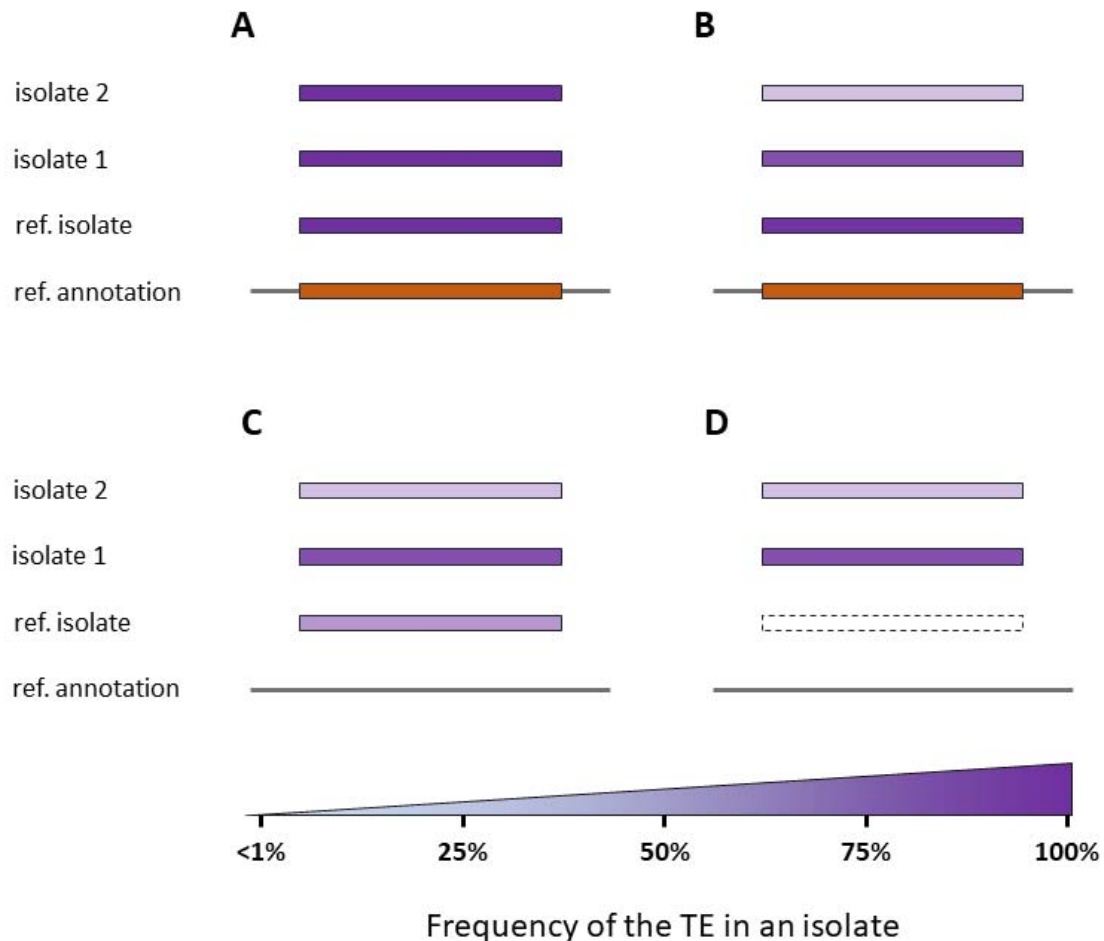 A
B
isolate 2
isolate 1
ref. isolate
ref. annotation
C
D
isolate 2
isolate 1
ref. isolate
ref. annotation
<1% 25% 50% 75% 100%
Frequency of the TE in an isolate